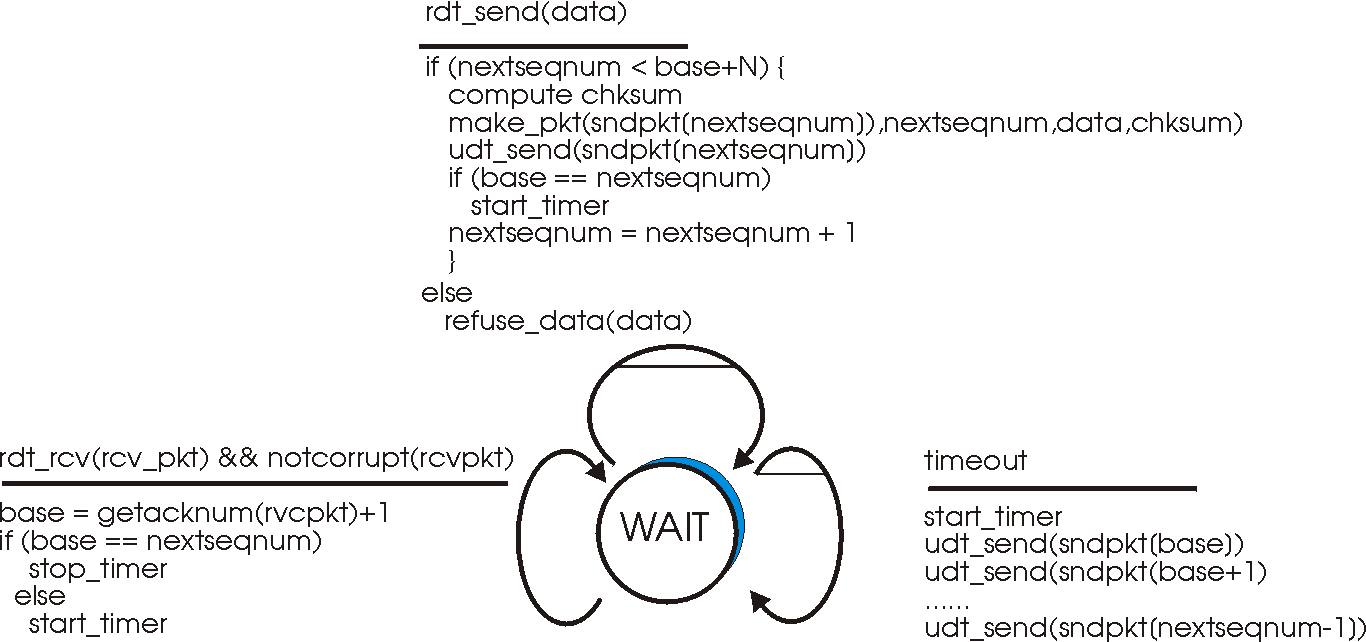 rdt_send(data)
if (nextseqnum < base+N) {
compute chksum
make_pkt(sndpkt[nextseqnum]),nextseqnum,data,chksum)
udt_send(sndpkt[nextseqnum])
if (base == nextseqnum)
start_timer
nextseqnum = nextseqnum + 1
}
else
refuse_data(data)
rdt_rcv(rcv_pkt) && notcorrupt(rcvpkt)
base = getacknum(rvcpkt)+1
if (base == nextseqnum)
stop_timer
else
start_timer
WAIT
timeout
start_timer
udt_send(sndpkt[base])
udt_send(sndpkt(base+1)
......
udt_send(sndpkt[nextseqnum-1])